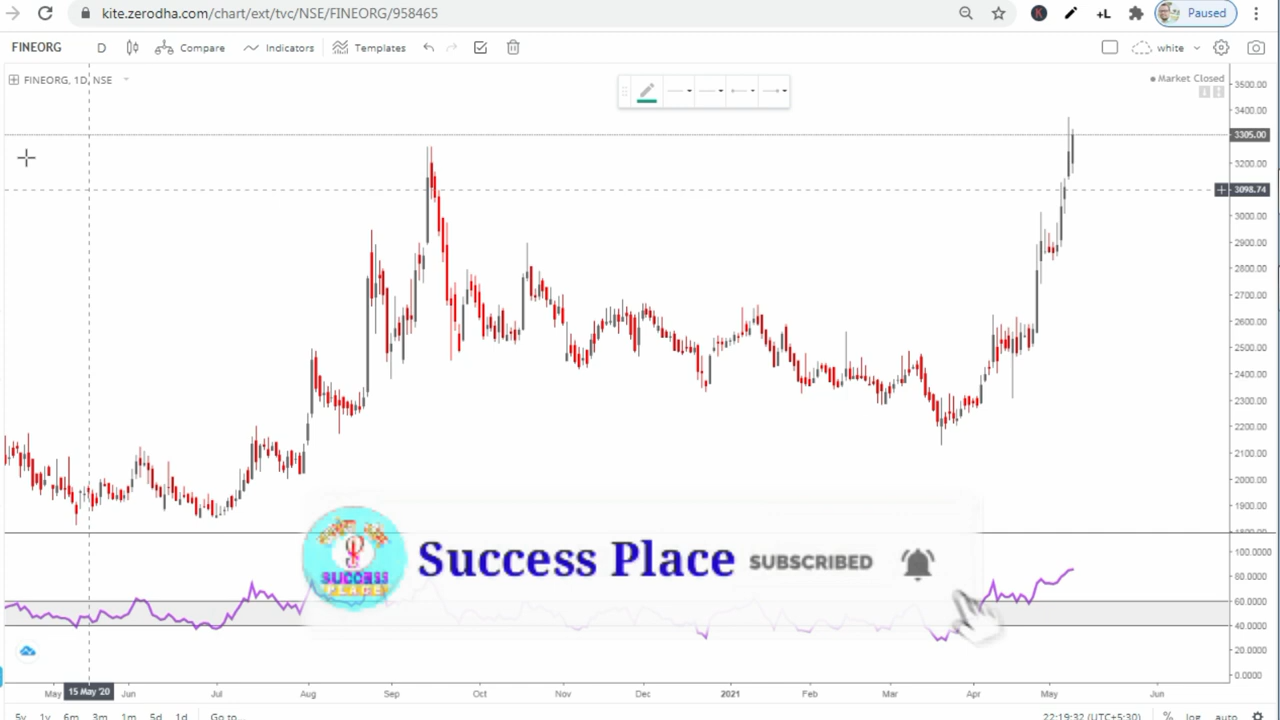 kite.zerodha.com/chart/ext/tvc/NSE/FINEORG/958465
K
+L
Paused
FINEORG
D
Compare
Indicators
Templates
white
FINEORG, 1D, NSE
Market Closed
3500.00
3400.00
3305.00
3200.00
3098.74
3000.00
2900.00
2800.00
2700.00
2600.00
2500.00
2400.00
2300.00
2200.00
2100.00
2000.00
1900.00
1800.00
SUCCESS
PLACE
Success Place
SUBSCRIBED
100.0000
80.0000
60.0000
40.0000
20.0000
0.0000
May
15 May '20
Jun
Jul
Aug
Sep
Oct
Nov
Dec
2021
Feb
Mar
Apr
May
Jun
5y 1y 6m 3m 1m 5d 1d Go to...
22:19:32 (UTC+5:30) % log auto